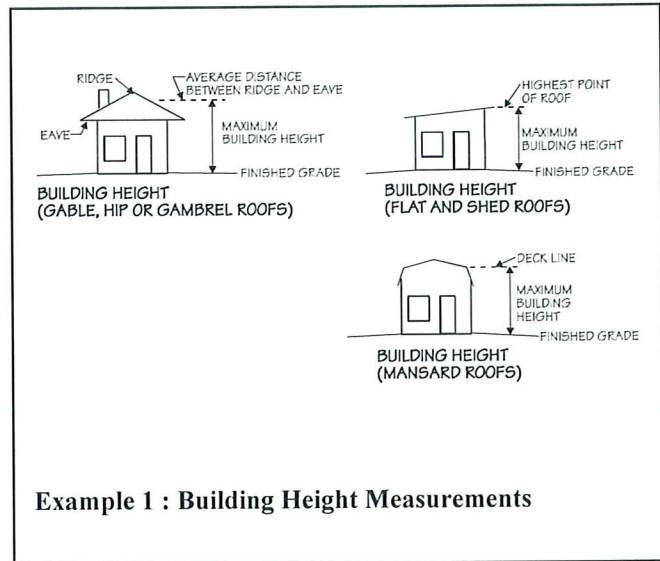 RIDGE
AVERAGE DISTANCE
BETWEEN RIDGE AND EAVE
EAVE
MAXIMUM
BUILDING HEIGHT
FINISHED GRADE
BUILDING HEIGHT
(GABLE, HIP OR GAMBREL ROOFS)
HIGHEST POINT
OF ROOF
MAXIMUM
BUILDING HEIGHT
FINISHED GRADE
BUILDING HEIGHT
(FLAT AND SHED ROOFS)
DECK LINE
MAXIMUM
BUILDING
HEIGHT
FINISHED GRADE
BUILDING HEIGHT
(MANSARD ROOFS)
Example 1 : Building Height Measurements